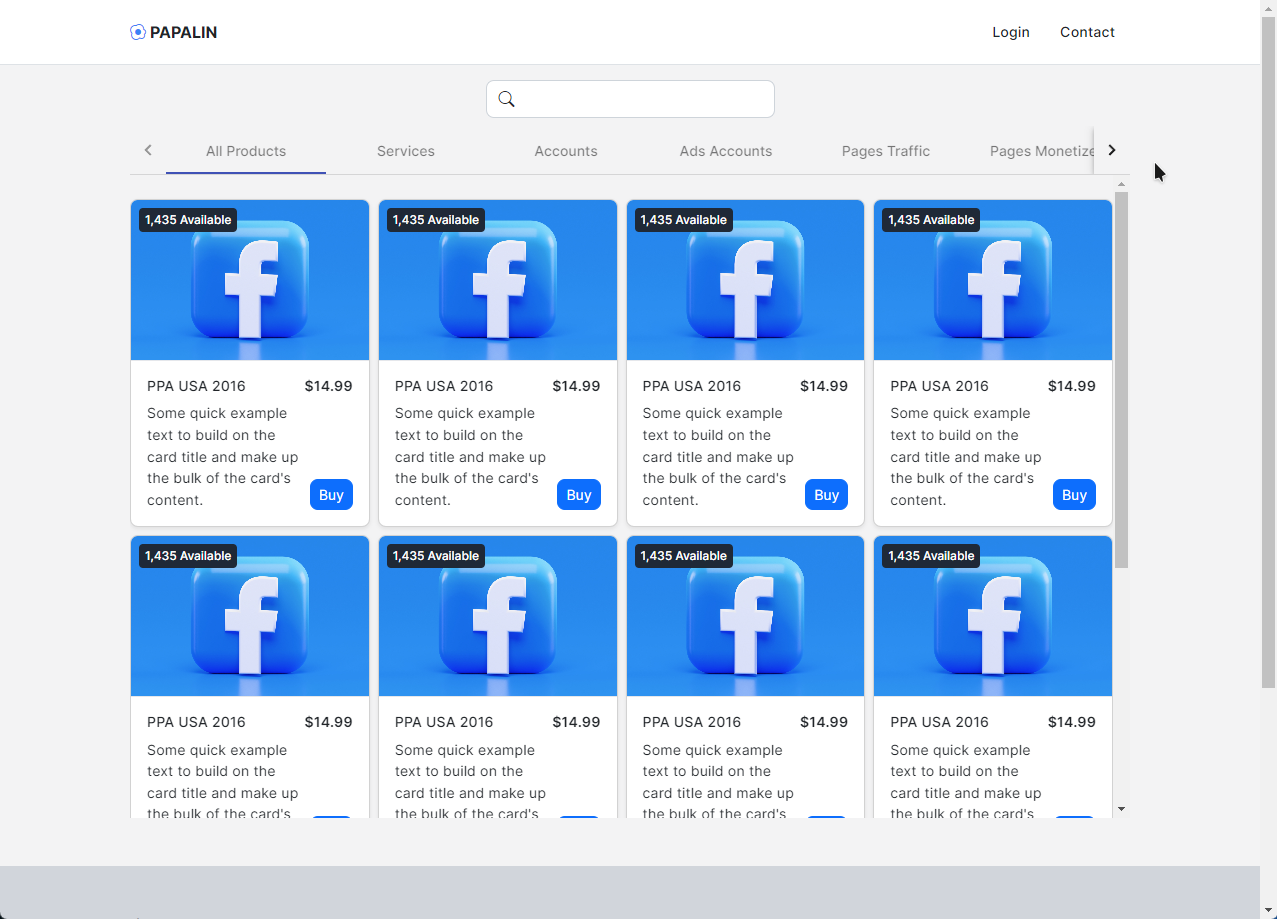 PAPALIN
Login
Contact
All Products
Services
Accounts
Ads Accounts
Pages Traffic
Pages Monetize
1,435 Available
1,435 Available
1,435 Available
1,435 Available
PPA USA 2016 $14.99
Some quick example
text to build on the
card title and make up
the bulk of the card's
content.
Buy
PPA USA 2016 $14.99
Some quick example
text to build on the
card title and make up
the bulk of the card's
content.
Buy
PPA USA 2016 $14.99
Some quick example
text to build on the
card title and make up
the bulk of the card's
content.
Buy
PPA USA 2016 $14.99
Some quick example
text to build on the
card title and make up
the bulk of the card's
content.
Buy
1,435 Available
1,435 Available
1,435 Available
1,435 Available
PPA USA 2016 $14.99
Some quick example
text to build on the
card title and make up
the bulk of the card's
PPA USA 2016 $14.99
Some quick example
text to build on the
card title and make up
the bulk of the card's
PPA USA 2016 $14.99
Some quick example
text to build on the
card title and make up
the bulk of the card's
PPA USA 2016 $14.99
Some quick example
text to build on the
card title and make up
the bulk of the card's